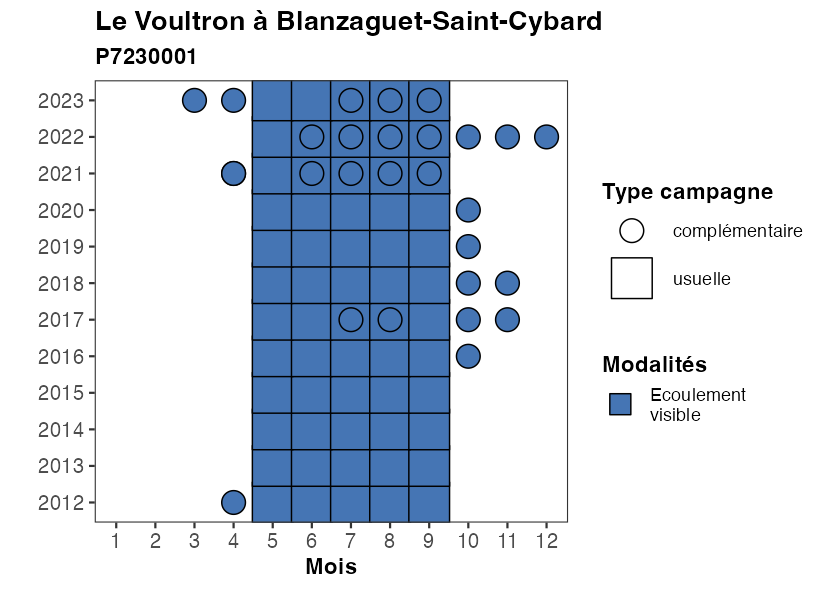 Le Voultron à Blanzaguet-Saint-Cybard
P7230001
2023
2022
2021
2020
2019
2018
2017
2016
2015
2014
2013
2012
1 2 3 4 5 6 7 8 9 10 11 12
Mois
Type campagne
complémentaire
usuelle
Modalités
Ecoulement
visible